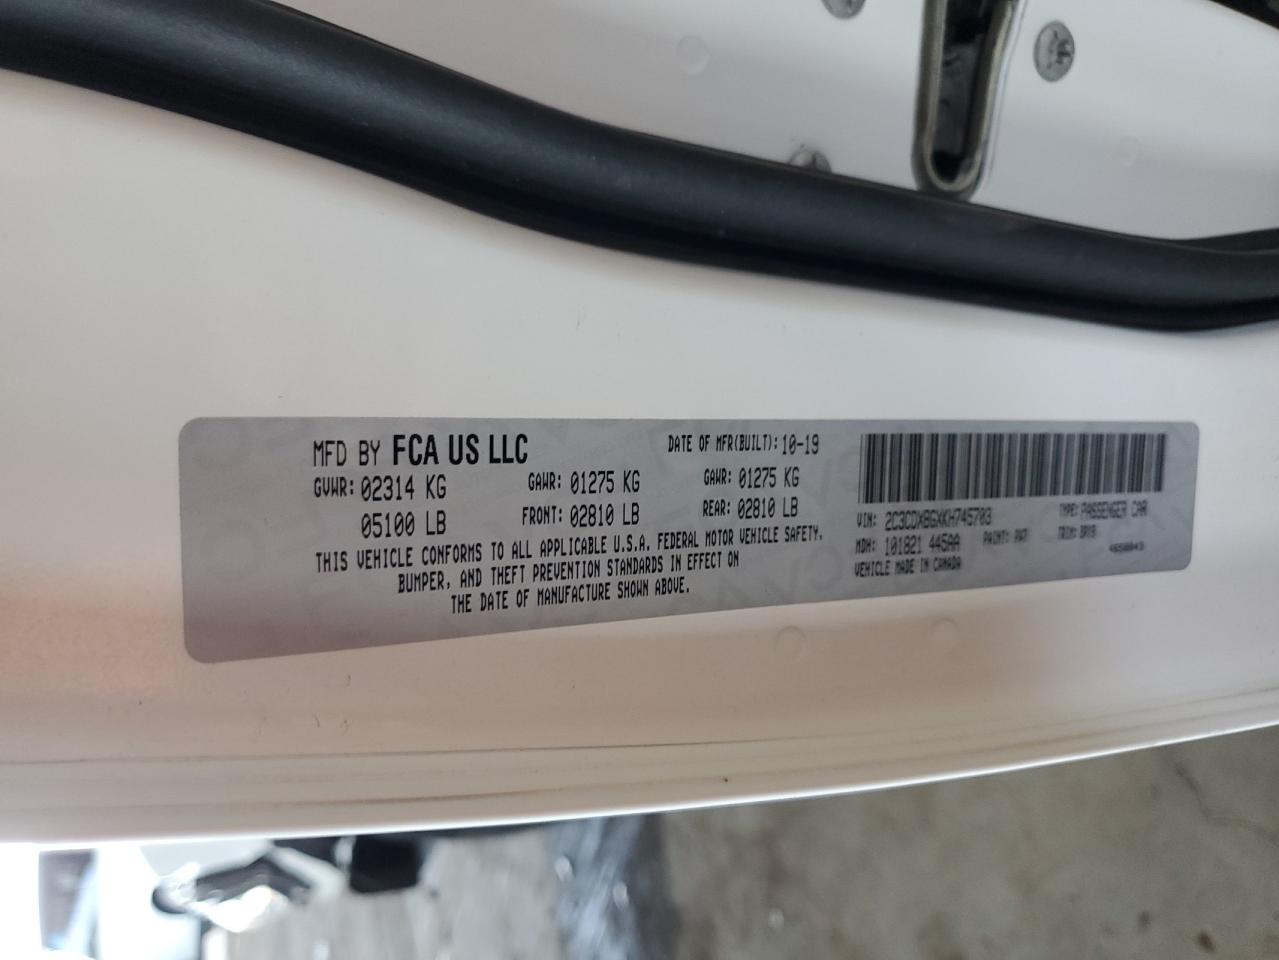 MFD BY FCA US LLC
DATE OF MFR(BUILT): 10-19
GVWR: 02314 KG
05100 LB
GAWR: 01275 KG
FRONT: 02810 LB
GAWR: 01275 KG
REAR: 02810 LB
THIS VEHICLE CONFORMS TO ALL APPLICABLE U.S.A. FEDERAL MOTOR VEHICLE SAFETY,
BUMPER, AND THEFT PREVENTION STANDARDS IN EFFECT ON
THE DATE OF MANUFACTURE SHOWN ABOVE.
VIN: 2C3CDXBGXKH745703
TYPE: PASSENGER CAR
MDH: 101821 445AA
PAINT: PW7
TRIM:
VEHICLE MADE IN CANADA